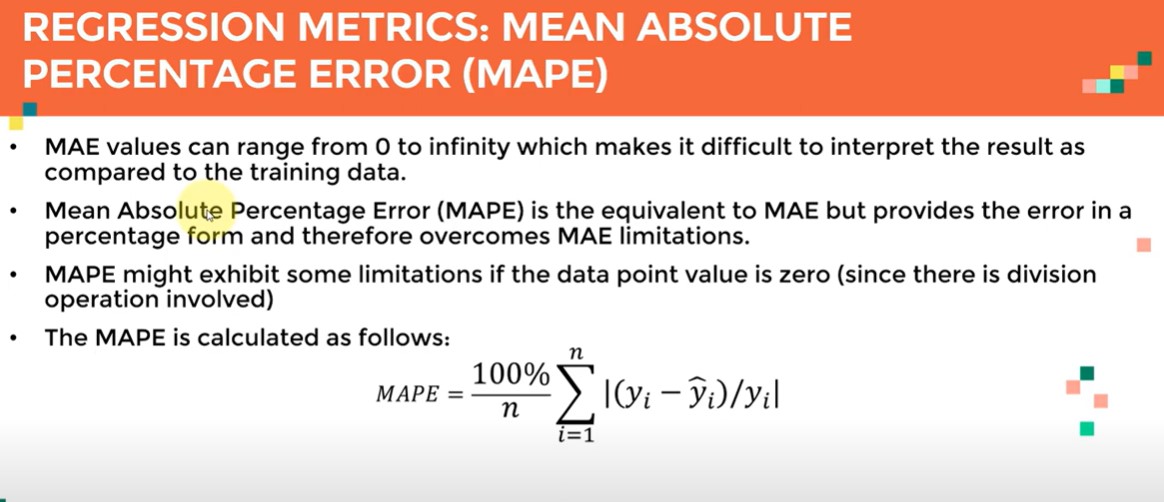 REGRESSION METRICS: MEAN ABSOLUTE
PERCENTAGE ERROR (MAPE)
• MAE values can range from 0 to infinity which makes it difficult to interpret the result as
compared to the training data.
• Mean Absolute Percentage Error (MAPE) is the equivalent to MAE but provides the error in a
percentage form and therefore overcomes MAE limitations.
• MAPE might exhibit some limitations if the data point value is zero (since there is division
operation involved)
• The MAPE is calculated as follows:
MAPE = 100%/n ∑_{i=1}^{n} |(y_i − ŷ_i)/y_i|